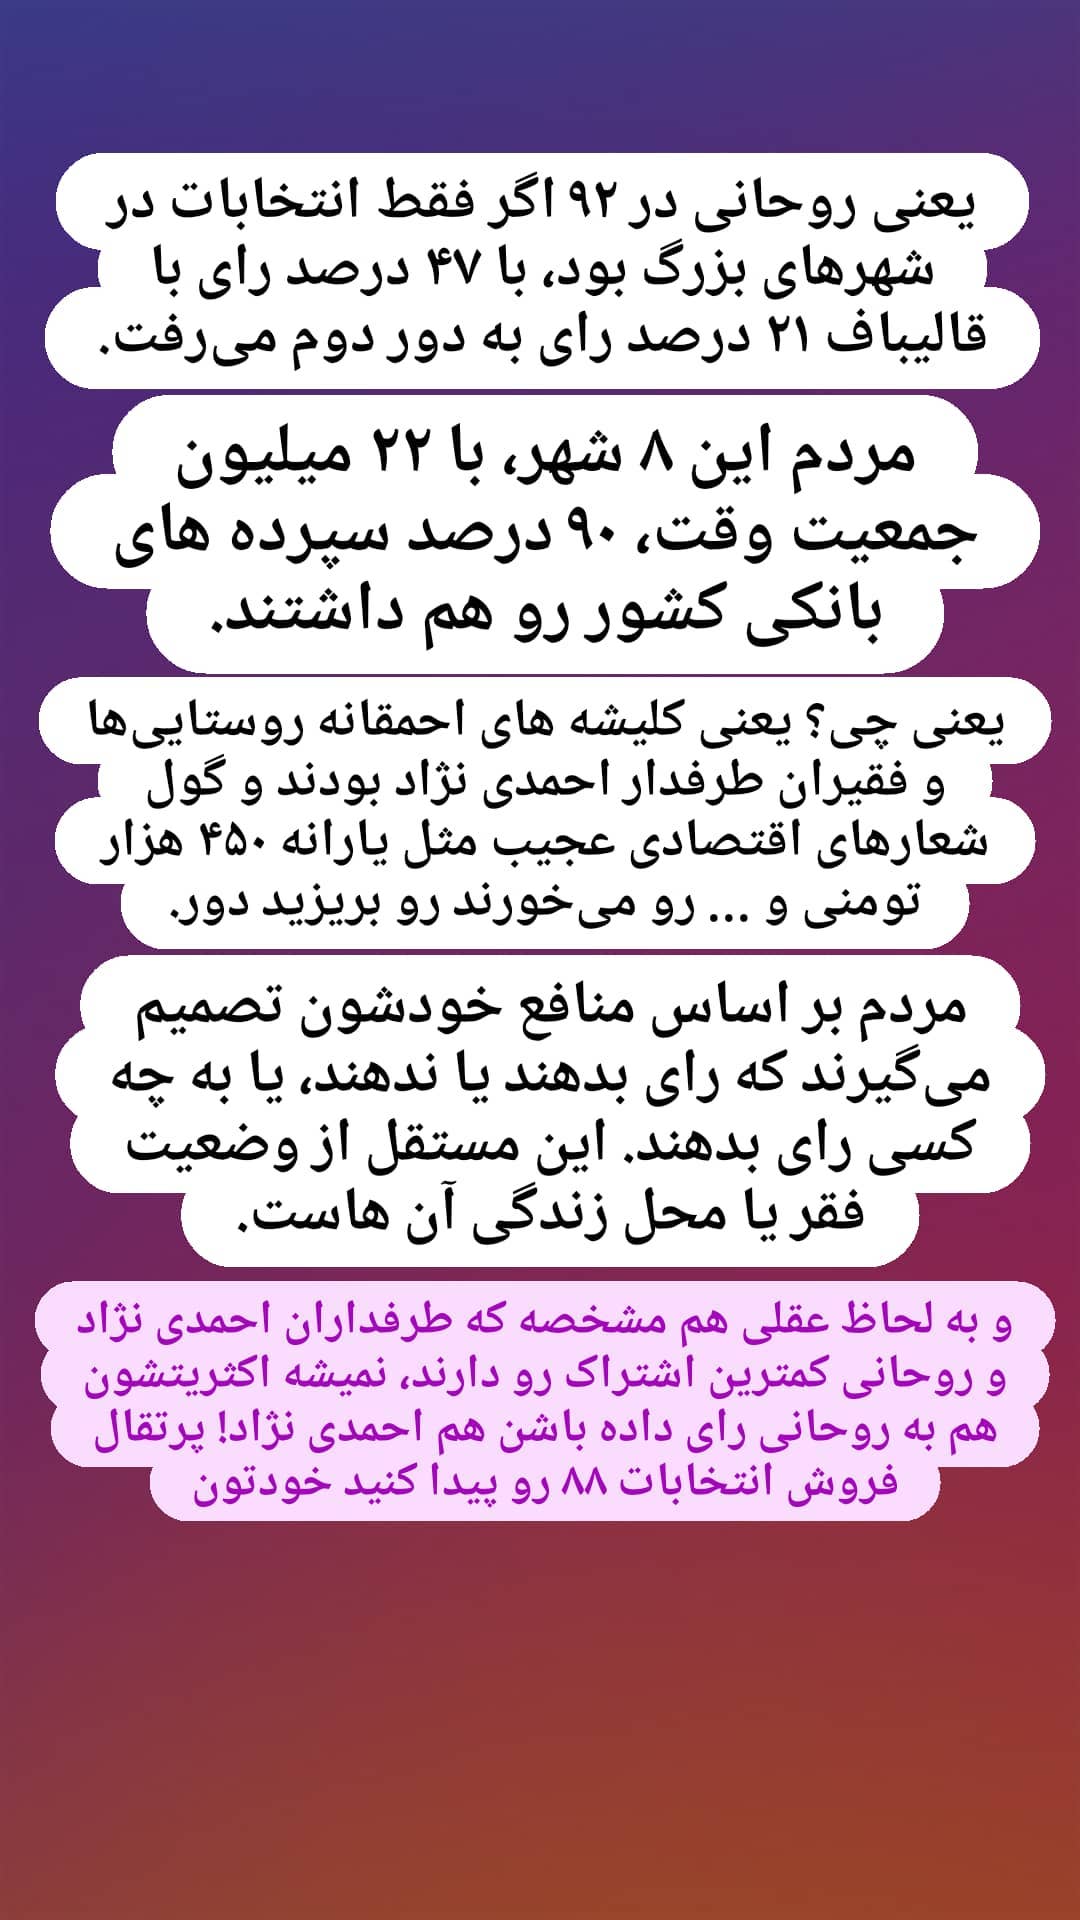 یعنی روحانی در ۹۲ اگر فقط انتخابات در
شهرهای بزرگ بود، با ۴۷ درصد رای با
قالیباف ۲۱ درصد رای به دور دوم می‌رفت.
مردم این ۸ شهر، با ۲۲ میلیون
جمعیت وقت، ۹۰ درصد سپرده های
بانکی کشور رو هم داشتند.
یعنی چی؟ یعنی کلیشه های احمقانه روستایی‌ها
و فقیران طرفدار احمدی نژاد بودند و گول
شعارهای اقتصادی عجیب مثل یارانه ۴۵۰ هزار
تومنی و ... رو می‌خورند رو بریزید دور.
مردم بر اساس منافع خودشون تصمیم
می‌گیرند که رای بدهند یا ندهند، یا به چه
کسی رای بدهند. این مستقل از وضعیت
فقر یا محل زندگی آن هاست.
و به لحاظ عقلی هم مشخصه که طرفداران احمدی نژاد
و روحانی کمترین اشتراک رو دارند، نمیشه اکثریتشون
هم به روحانی رای داده باشن هم احمدی نژاد! پرتقال
فروش انتخابات ۸۸ رو پیدا کنید خودتون